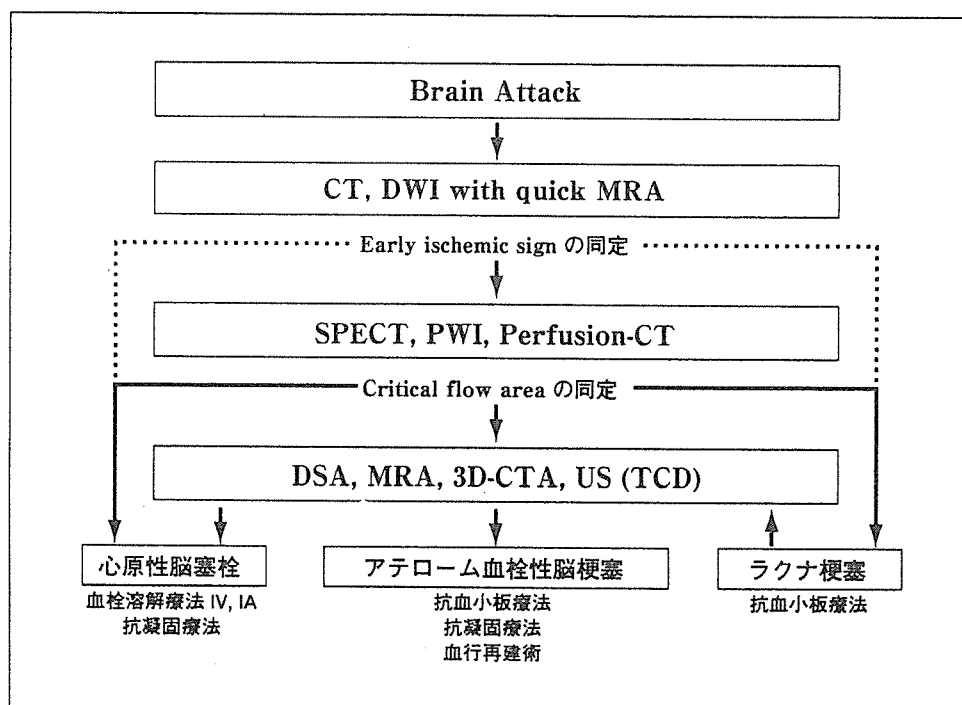 Brain Attack
CT, DWI with quick MRA
Early ischemic sign の同定
SPECT, PWI, Perfusion-CT
Critical flow area の同定
DSA, MRA, 3D-CTA, US (TCD)
心原性脳塞栓
血栓溶解療法 IV, IA
抗凝固療法
アテローム血栓性脳梗塞
抗血小板療法
抗凝固療法
血行再建術
ラクナ梗塞
抗血小板療法